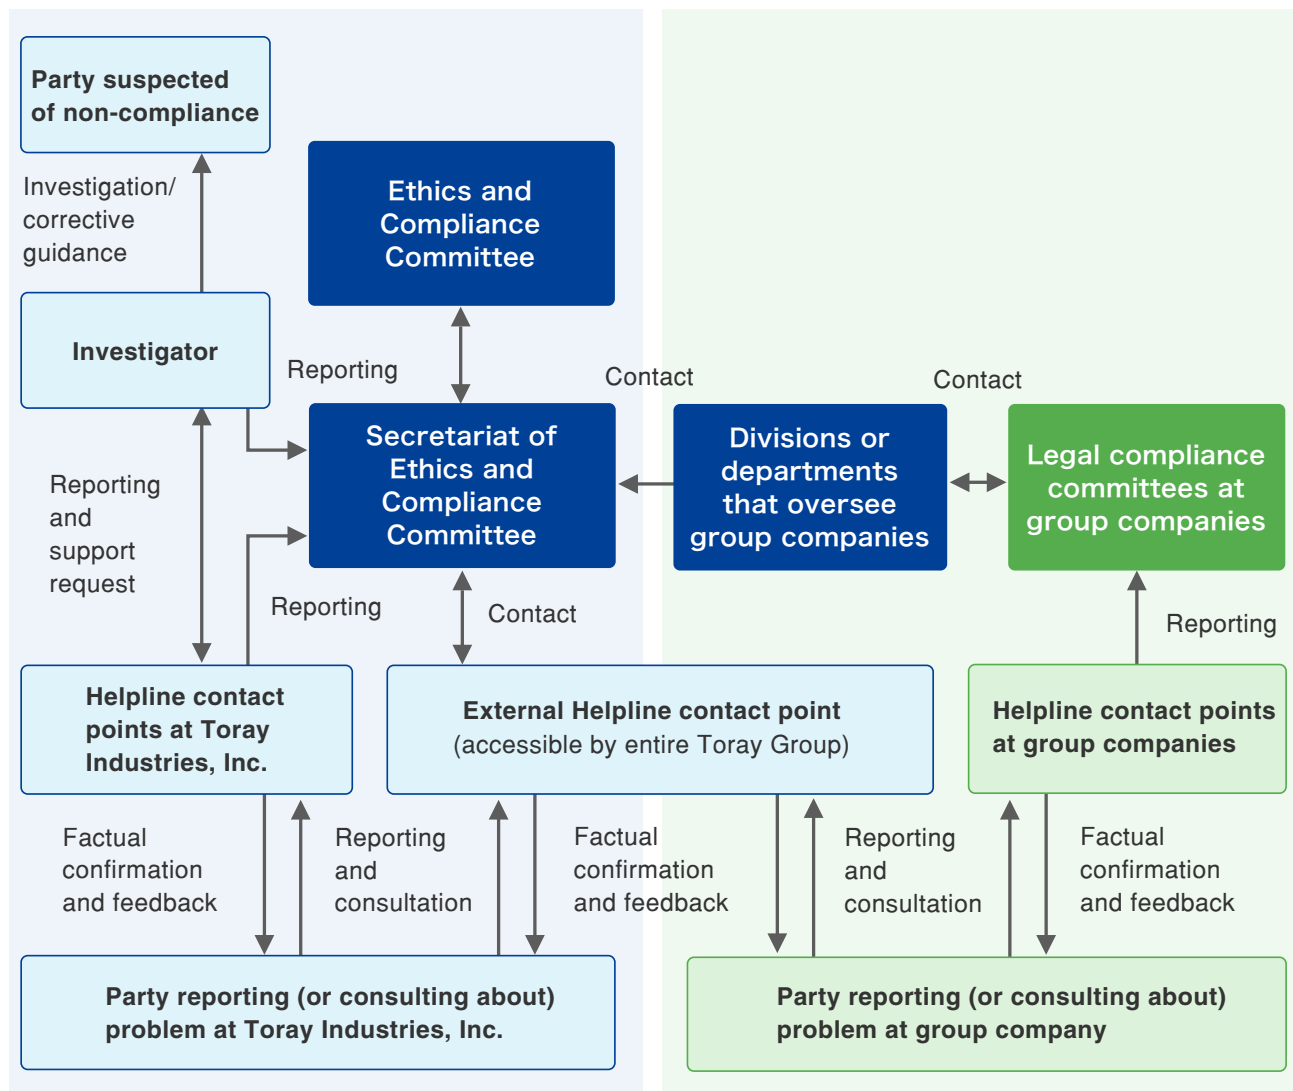 Party suspected
of non-compliance
Investigation/
corrective
guidance
Ethics and
Compliance
Committee
Investigator
Reporting
Contact
Contact
Secretariat of
Ethics and
Compliance
Committee
Divisions or
departments
that oversee
group companies
Legal compliance
committees at
group companies
Reporting
and
support
request
Reporting
Contact
Reporting
Helpline contact
points at Toray
Industries, Inc.
External Helpline contact point
(accessible by entire Toray Group)
Helpline contact points
at group companies
Factual
confirmation
and feedback
Reporting
and
consultation
Factual
confirmation
and feedback
Reporting
and
consultation
Factual
confirmation
and feedback
Party reporting (or consulting about)
problem at Toray Industries, Inc.
Party reporting (or consulting about)
problem at group company